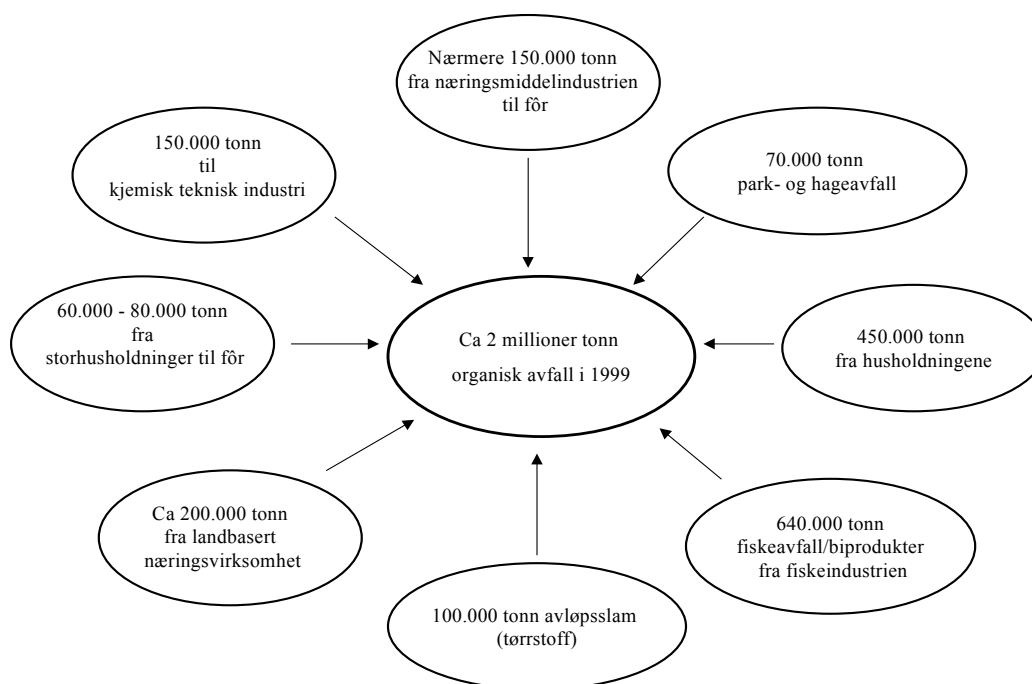 Nærmere 150.000 tonn
fra næringsmiddelindustrien
til fôr
150.000 tonn
til
kjemisk teknisk industri
70.000 tonn
park- og hageavfall
60.000 - 80.000 tonn
fra
storhusholdninger til fôr
Ca 2 millioner tonn
organisk avfall i 1999
450.000 tonn
fra husholdningene
Ca 200.000 tonn
fra landbasert
næringsvirksomhet
640.000 tonn
fiskeavfall/biprodukter
fra fiskeindustrien
100.000 tonn avløpsslam
(tørrstoff)